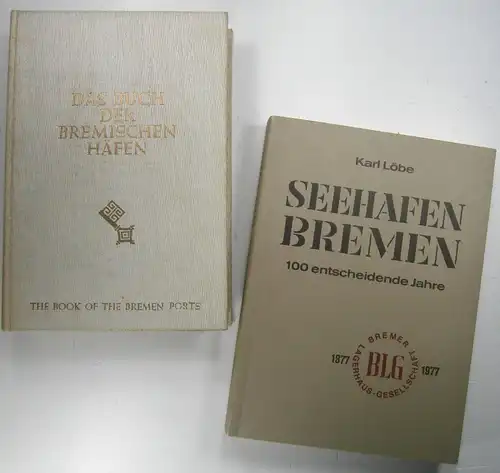 DAS BUCH
DER
BREMISCHEN
HÄFEN
THE BOOK OF THE BREMEN PORTS
Karl Löbe
SEEHAFEN
BREMEN
100 entscheidende Jahre
BREMER
1877 BLG 1977
LAGERHAUS-GESELLSCHAFT